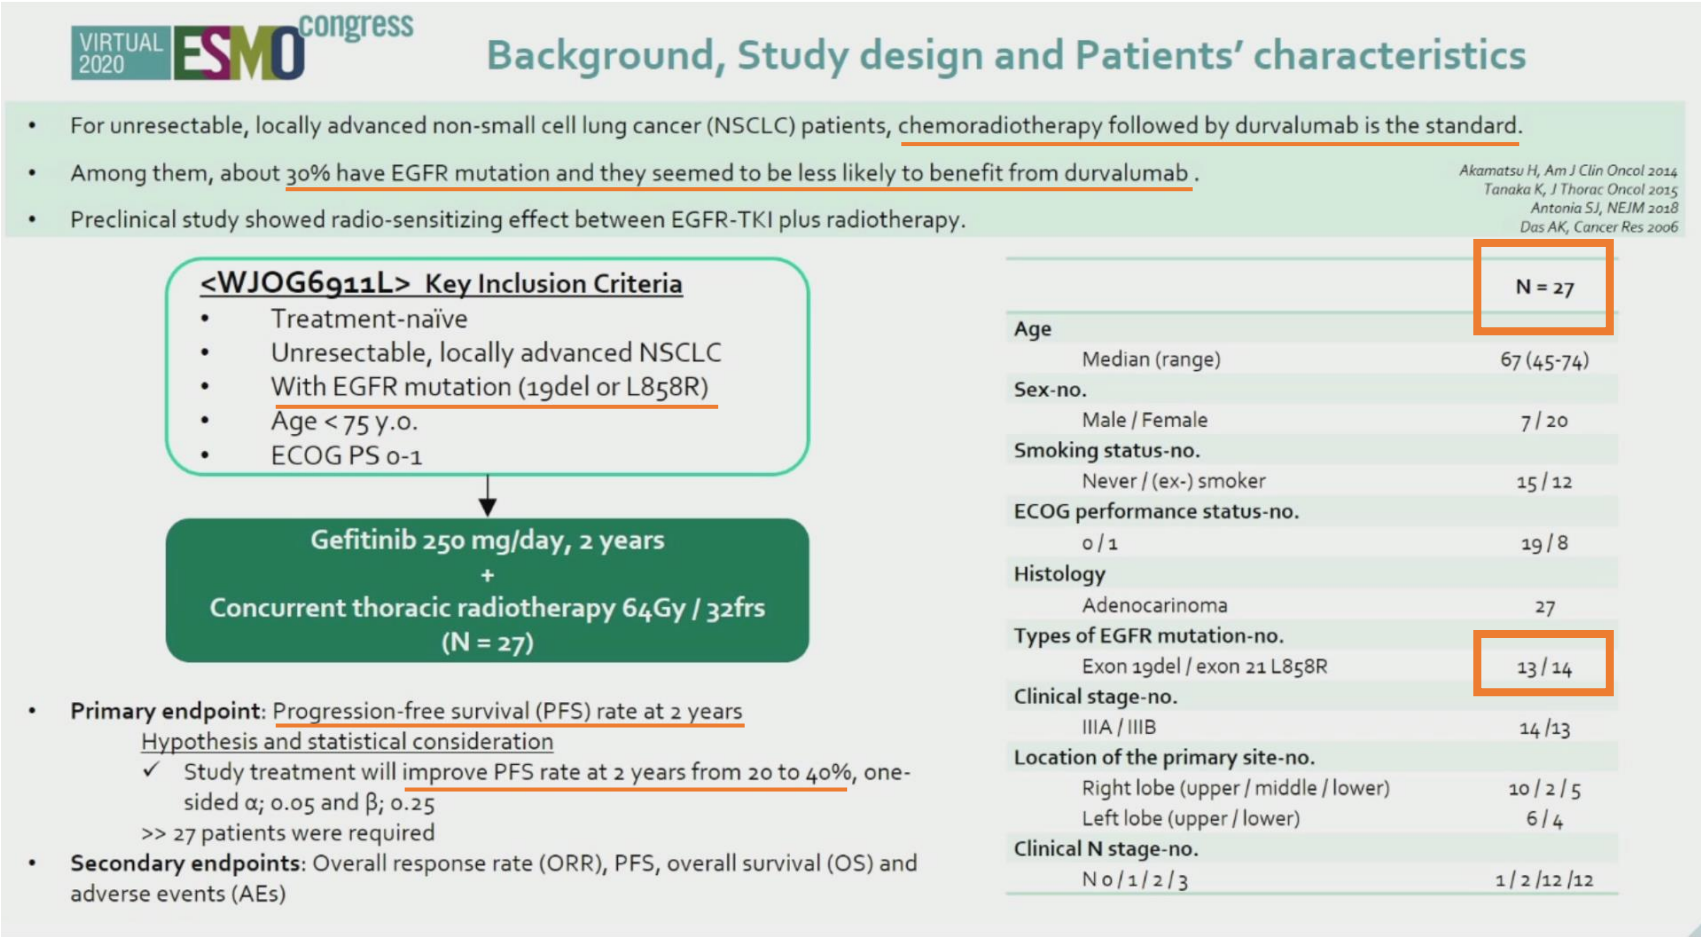 VIRTUAL
2020
ESMO
congress
Background, Study design and Patients' characteristics
• For unresectable, locally advanced non-small cell lung cancer (NSCLC) patients, chemoradiotherapy followed by durvalumab is the standard.
• Among them, about 30% have EGFR mutation and they seemed to be less likely to benefit from durvalumab .
• Preclinical study showed radio-sensitizing effect between EGFR-TKI plus radiotherapy.
Akamatsu H, Am J Clin Oncol 2014
Tanaka K, J Thorac Oncol 2015
Antonia SJ, NEJM 2018
Das AK, Cancer Res 2006
<WJOG6911L> Key Inclusion Criteria
• Treatment-naïve
• Unresectable, locally advanced NSCLC
• With EGFR mutation (19del or L858R)
• Age < 75 y.o.
• ECOG PS 0-1
Gefitinib 250 mg/day, 2 years
+
Concurrent thoracic radiotherapy 64Gy / 32frs
(N = 27)
• Primary endpoint: Progression-free survival (PFS) rate at 2 years
Hypothesis and statistical consideration
✓ Study treatment will improve PFS rate at 2 years from 20 to 40%, one-
sided α; 0.05 and β; 0.25
>> 27 patients were required
• Secondary endpoints: Overall response rate (ORR), PFS, overall survival (OS) and
adverse events (AEs)
N = 27
Age
Median (range) 67 (45-74)
Sex-no.
Male / Female 7 / 20
Smoking status-no.
Never / (ex-) smoker 15 / 12
ECOG performance status-no.
0 / 1 19 / 8
Histology
Adenocarinoma 27
Types of EGFR mutation-no.
Exon 19del / exon 21 L858R 13 / 14
Clinical stage-no.
IIIA / IIIB 14 /13
Location of the primary site-no.
Right lobe (upper / middle / lower) 10 / 2 / 5
Left lobe (upper / lower) 6 / 4
Clinical N stage-no.
N 0 / 1 / 2 / 3 1 / 2 /12 /12